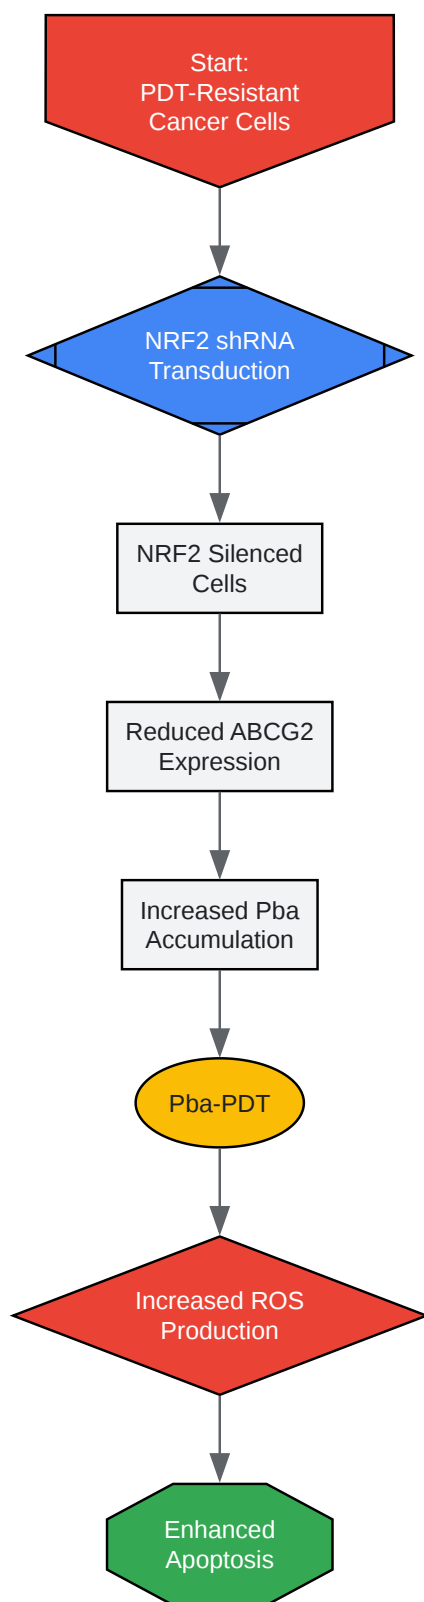 Start:
PDT-Resistant
Cancer Cells
NRF2 shRNA
Transduction
NRF2 Silenced
Cells
Reduced ABCG2
Expression
Increased Pba
Accumulation
Pba-PDT
Increased ROS
Production
Enhanced
Apoptosis